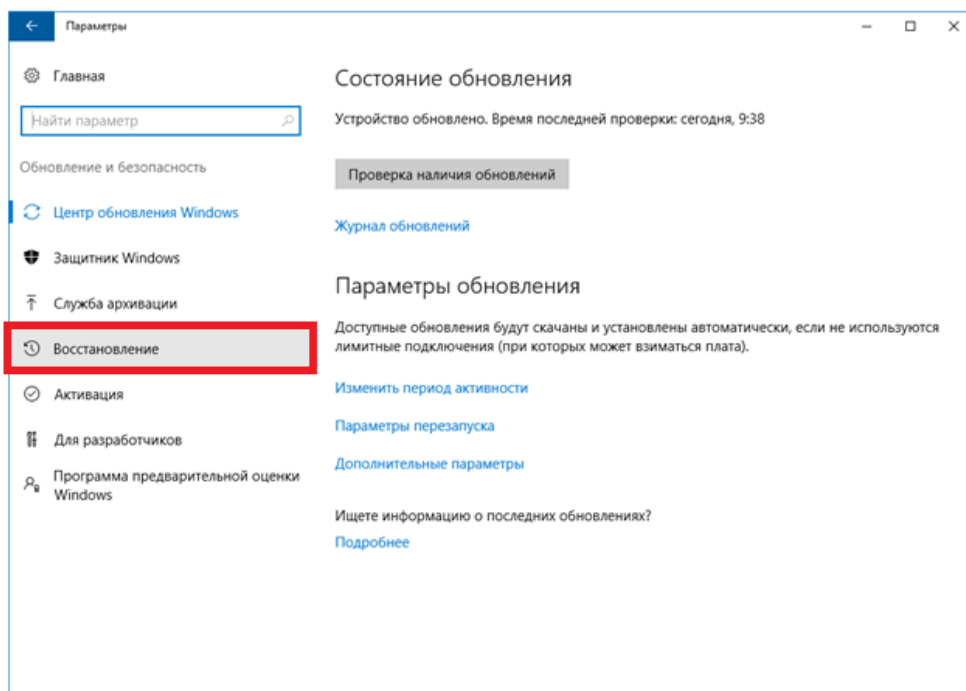 Параметры
Главная
Найти параметр
Обновление и безопасность
Центр обновления Windows
Защитник Windows
Служба архивации
Восстановление
Активация
Для разработчиков
Программа предварительной оценки
Windows
Состояние обновления
Устройство обновлено. Время последней проверки: сегодня, 9:38
Проверка наличия обновлений
Журнал обновлений
Параметры обновления
Доступные обновления будут скачаны и установлены автоматически, если не используются
лимитные подключения (при которых может взиматься плата).
Изменить период активности
Параметры перезапуска
Дополнительные параметры
Ищете информацию о последних обновлениях?
Подробнее